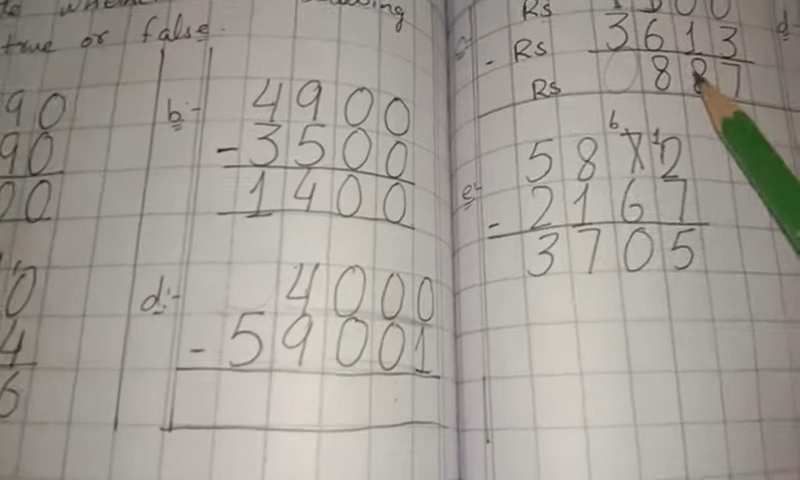 true or false.
90
90
20
b:-
4900
-3500
1400
0
4
6
d:-
4000
-59001
Rs
- Rs 3613
Rs 0887
e:-
5872
6 1
- 2167
3705